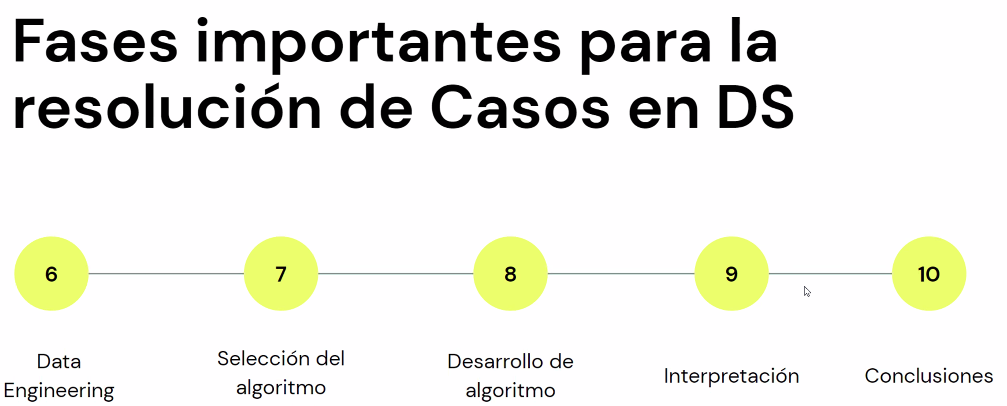 Fases importantes para la
resolución de Casos en DS
6
7
8
9
10
Data
Engineering
Selección del
algoritmo
Desarrollo de
algoritmo
Interpretación
Conclusiones